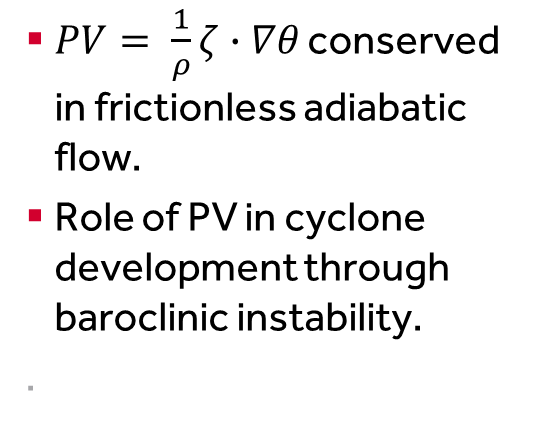 ▪ PV = 1/ρ ζ · ∇θ conserved
in frictionless adiabatic
flow.
▪ Role of PV in cyclone
development through
baroclinic instability.
▪